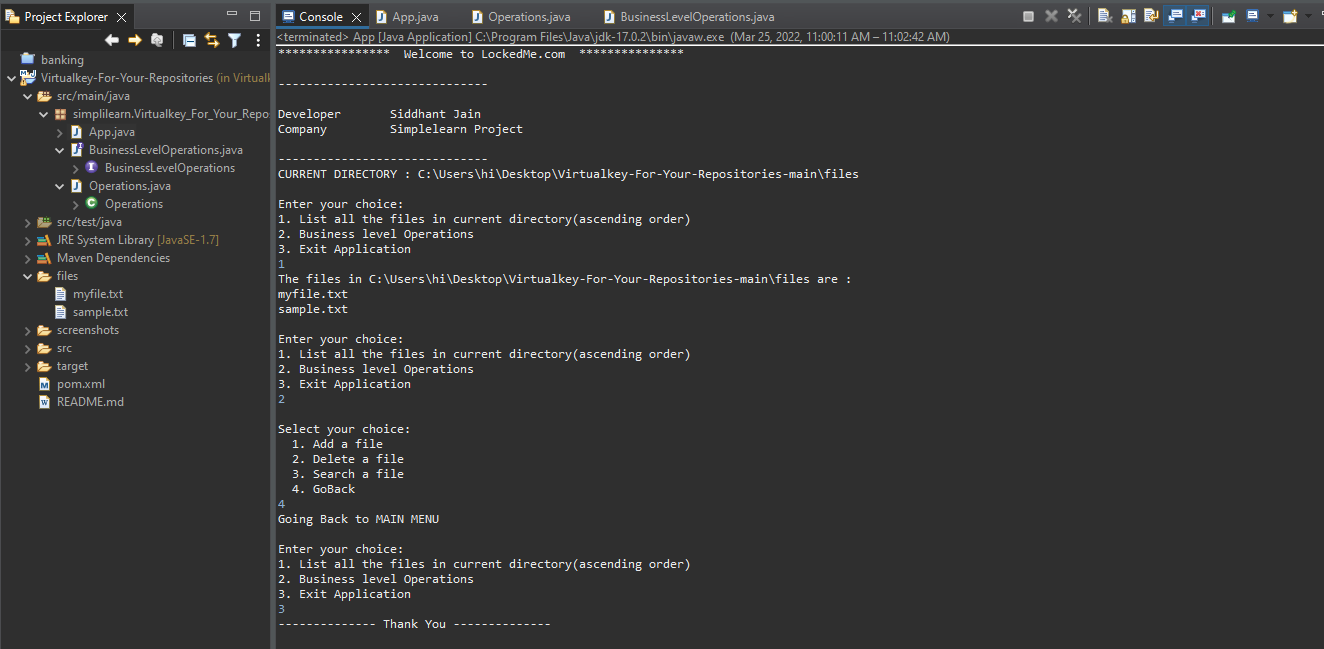 Project Explorer
banking
Virtualkey-For-Your-Repositories (in Virtualk
src/main/java
simplilearn.Virtualkey_For_Your_Repo
App.java
BusinessLevelOperations.java
BusinessLevelOperations
Operations.java
Operations
src/test/java
JRE System Library [JavaSE-1.7]
Maven Dependencies
files
myfile.txt
sample.txt
screenshots
src
target
pom.xml
README.md
Console App.java Operations.java BusinessLevelOperations.java
<terminated> App [Java Application] C:\Program Files\Java\jdk-17.0.2\bin\javaw.exe (Mar 25, 2022, 11:00:11 AM – 11:02:42 AM)
**************** Welcome to LockedMe.com ***************
------------------------------
Developer Siddhant Jain
Company Simplelearn Project
------------------------------
CURRENT DIRECTORY : C:\Users\hi\Desktop\Virtualkey-For-Your-Repositories-main\files
Enter your choice:
1. List all the files in current directory(ascending order)
2. Business level Operations
3. Exit Application
1
The files in C:\Users\hi\Desktop\Virtualkey-For-Your-Repositories-main\files are :
myfile.txt
sample.txt
Enter your choice:
1. List all the files in current directory(ascending order)
2. Business level Operations
3. Exit Application
2
Select your choice:
1. Add a file
2. Delete a file
3. Search a file
4. GoBack
4
Going Back to MAIN MENU
Enter your choice:
1. List all the files in current directory(ascending order)
2. Business level Operations
3. Exit Application
3
-------------- Thank You --------------